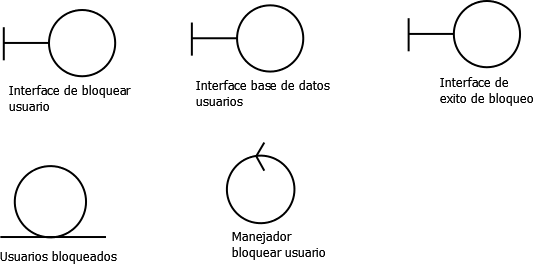 Interface de bloquear
usuario
Interface base de datos
usuarios
Interface de
exito de bloqueo
Usuarios bloqueados
Manejador
bloquear usuario